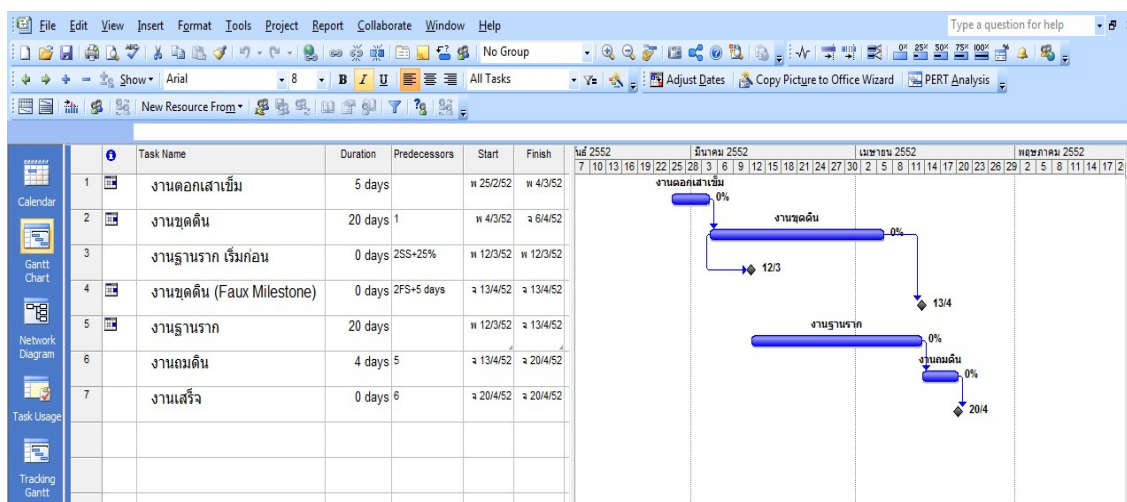 File Edit View Insert Format Tools Project Report Collaborate Window Help Type a question for help
No Group 0% 25% 50% 75% 100%
Show Arial 8 B I U All Tasks Adjust Dates Copy Picture to Office Wizard PERT Analysis
New Resource From
Task Name Duration Predecessors Start Finish นธ์ 2552 มีนาคม 2552 เมษายน 2552 พฤษภาคม 2552
7 10 13 16 19 22 25 28 3 6 9 12 15 18 21 24 27 30 2 5 8 11 14 17 20 23 26 29 2 5 8 11 14 17 2
1 งานตอกเสาเข็ม 5 days พ 25/2/52 พ 4/3/52 งานตอกเสาเข็ม 0%
2 งานขุดดิน 20 days 1 พ 4/3/52 จ 6/4/52 งานขุดดิน 0%
3 งานฐานราก เริ่มก่อน 0 days 2SS+25% พ 12/3/52 พ 12/3/52 12/3
4 งานขุดดิน (Faux Milestone) 0 days 2FS+5 days จ 13/4/52 จ 13/4/52 13/4
5 งานฐานราก 20 days พ 12/3/52 จ 13/4/52 งานฐานราก 0%
6 งานถมดิน 4 days 5 จ 13/4/52 จ 20/4/52 งานถมดิน 0%
7 งานเสร็จ 0 days 6 จ 20/4/52 จ 20/4/52 20/4
Calendar
Gantt
Chart
Network
Diagram
Task Usage
Tracking
Gantt